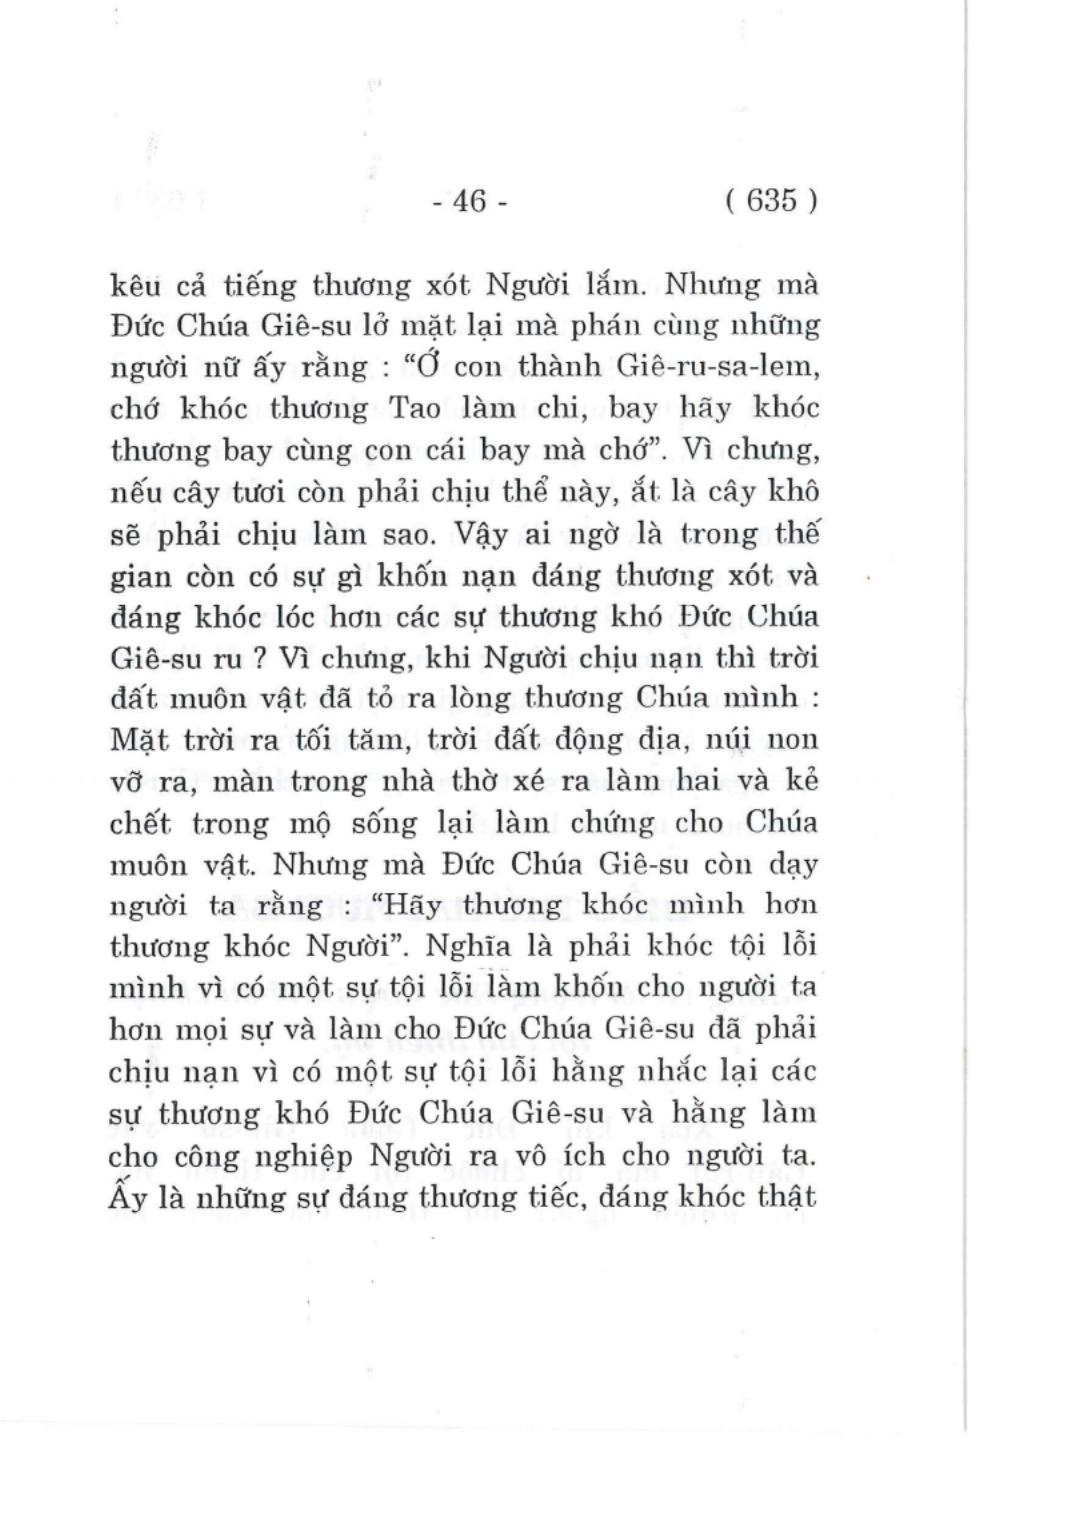 - 46 - ( 635 )
kêu cả tiếng thương xót Người lắm. Nhưng mà
Đức Chúa Giê-su lở mặt lại mà phán cùng những
người nữ ấy rằng : “Ớ con thành Giê-ru-sa-lem,
chớ khóc thương Tao làm chi, bay hãy khóc
thương bay cùng con cái bay mà chớ”. Vì chưng,
nếu cây tươi còn phải chịu thể này, ắt là cây khô
sẽ phải chịu làm sao. Vậy ai ngờ là trong thế
gian còn có sự gì khốn nạn đáng thương xót và
đáng khóc lóc hơn các sự thương khó Đức Chúa
Giê-su ru ? Vì chưng, khi Người chịu nạn thì trời
đất muôn vật đã tỏ ra lòng thương Chúa mình :
Mặt trời ra tối tăm, trời đất động địa, núi non
vỡ ra, màn trong nhà thờ xé ra làm hai và kẻ
chết trong mộ sống lại làm chứng cho Chúa
muôn vật. Nhưng mà Đức Chúa Giê-su còn dạy
người ta rằng : “Hãy thương khóc mình hơn
thương khóc Người”. Nghĩa là phải khóc tội lỗi
mình vì có một sự tội lỗi làm khốn cho người ta
hơn mọi sự và làm cho Đức Chúa Giê-su đã phải
chịu nạn vì có một sự tội lỗi hằng nhắc lại các
sự thương khó Đức Chúa Giê-su và hằng làm
cho công nghiệp Người ra vô ích cho người ta.
Ấy là những sự đáng thương tiếc, đáng khóc thật